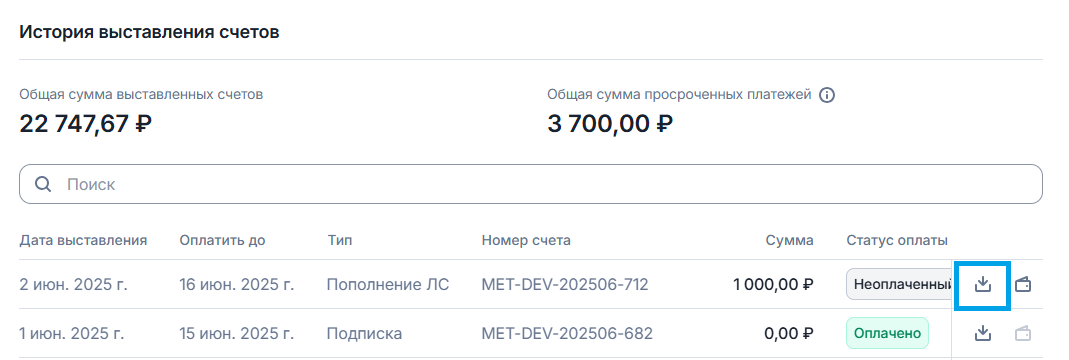 История выставления счетов
Общая сумма выставленных счетов
22 747,67 ₽
Общая сумма просроченных платежей
3 700,00 ₽
Поиск
Дата выставления Оплатить до Тип Номер счета Сумма Статус оплаты
2 июн. 2025 г. 16 июн. 2025 г. Пополнение ЛС MET-DEV-202506-712 1 000,00 ₽ Неоплаченный
1 июн. 2025 г. 15 июн. 2025 г. Подписка MET-DEV-202506-682 0,00 ₽ Оплачено